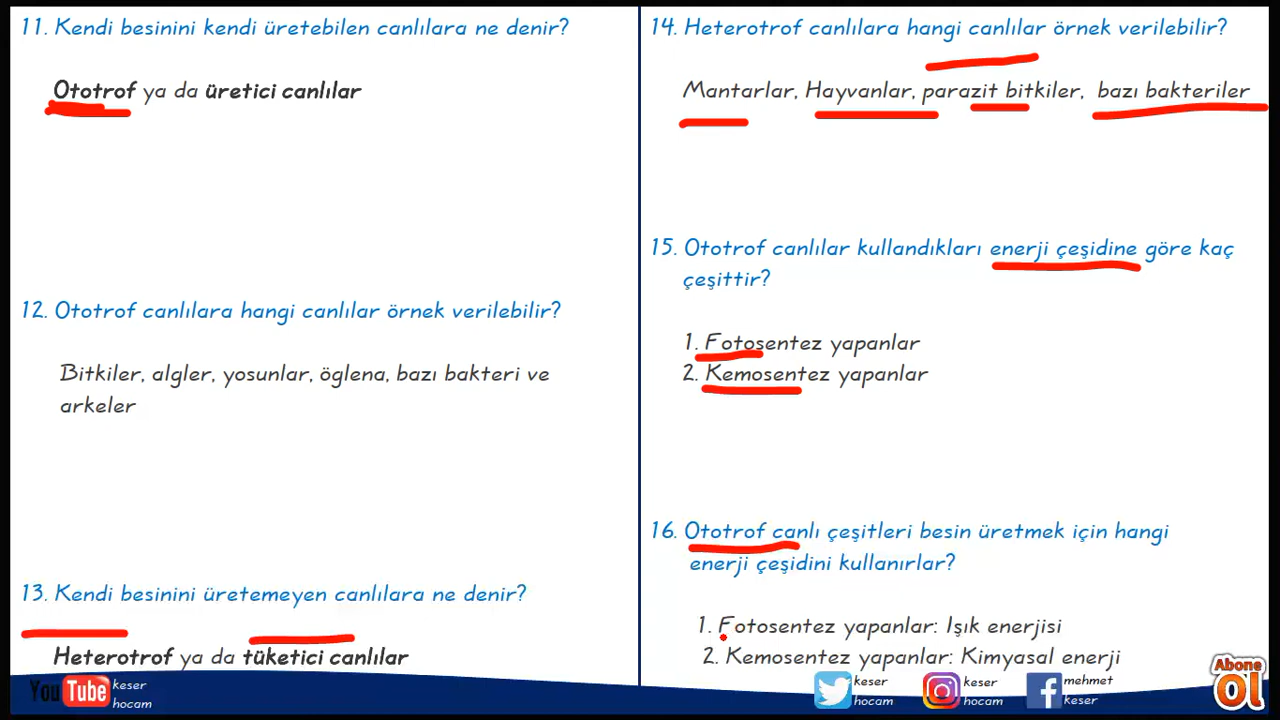 11. Kendi besinini kendi üretebilen canlılara ne denir?
Ototrof ya da üretici canlılar
12. Ototrof canlılara hangi canlılar örnek verilebilir?
Bitkiler, algler, yosunlar, öglena, bazı bakteri ve
arkeler
13. Kendi besinini üretemeyen canlılara ne denir?
Heterotrof ya da tüketici canlılar
14. Heterotrof canlılara hangi canlılar örnek verilebilir?
Mantarlar, Hayvanlar, parazit bitkiler, bazı bakteriler
15. Ototrof canlılar kullandıkları enerji çeşidine göre kaç
çeşittir?
1. Fotosentez yapanlar
2. Kemosentez yapanlar
16. Ototrof canlı çeşitleri besin üretmek için hangi
enerji çeşidini kullanırlar?
1. Fotosentez yapanlar: Işık enerjisi
2. Kemosentez yapanlar: Kimyasal enerji
YouTube keser
hocam
keser
hocam
keser
hocam
mehmet
keser
Abone
Ol